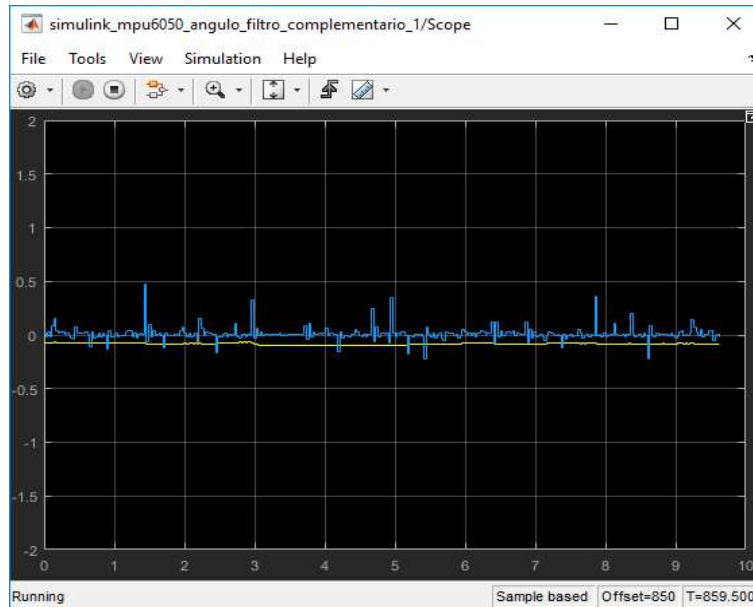 simulink_mpu6050_angulo_filtro_complementario_1/Scope
File Tools View Simulation Help
2
1.5
1
0.5
0
-0.5
-1
-1.5
-2
0 1 2 3 4 5 6 7 8 9 10
Running Sample based Offset=850 T=859.500